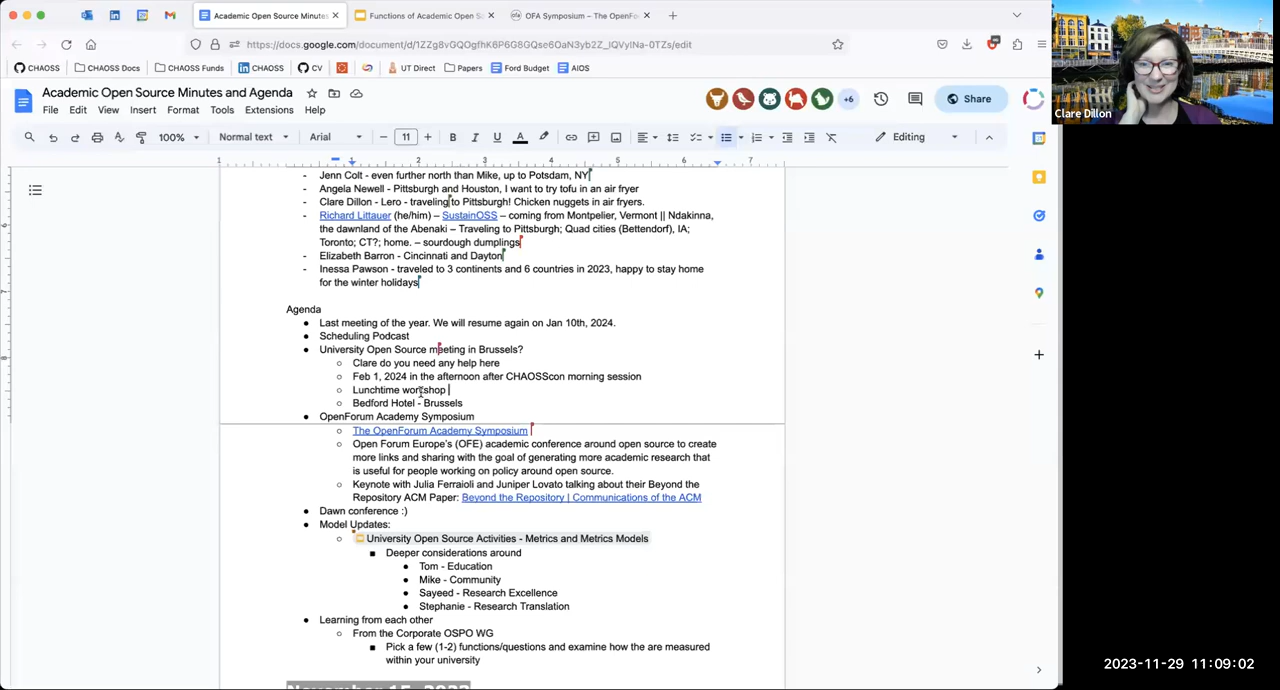 Academic Open Source Minutes
Functions of Academic Open S
OFA Symposium – The OpenFo
https://docs.google.com/document/d/1ZZg8vGQOgfhK8P6G8GQse6OaN3yb2Z_IQVyINa-0TZs/edit
CHAOSS
CHAOSS Docs
CHAOSS Funds
CHAOSS
CV
UT Direct
Papers
Ford Budget
AIOS
Academic Open Source Minutes and Agenda
File Edit View Insert Format Tools Extensions Help
+6
Share
100%
Normal text
Arial
11
Editing
1 1 2 3 4 5 6 7
- Jenn Colt - even further north than Mike, up to Potsdam, NY
- Angela Newell - Pittsburgh and Houston, I want to try tofu in an air fryer
- Clare Dillon - Lero - traveling to Pittsburgh! Chicken nuggets in air fryers.
- Richard Littauer (he/him) – SustainOSS – coming from Montpelier, Vermont || Ndakinna,
the dawnland of the Abenaki – Traveling to Pittsburgh; Quad cities (Bettendorf), IA;
Toronto; CT?; home. – sourdough dumplings
- Elizabeth Barron - Cincinnati and Dayton
- Inessa Pawson - traveled to 3 continents and 6 countries in 2023, happy to stay home
for the winter holidays
Agenda
● Last meeting of the year. We will resume again on Jan 10th, 2024.
● Scheduling Podcast
● University Open Source meeting in Brussels?
○ Clare do you need any help here
○ Feb 1, 2024 in the afternoon after CHAOSScon morning session
○ Lunchtime workshop
○ Bedford Hotel - Brussels
● OpenForum Academy Symposium
○ The OpenForum Academy Symposium
○ Open Forum Europe's (OFE) academic conference around open source to create
more links and sharing with the goal of generating more academic research that
is useful for people working on policy around open source.
○ Keynote with Julia Ferraioli and Juniper Lovato talking about their Beyond the
Repository ACM Paper: Beyond the Repository | Communications of the ACM
● Dawn conference :)
● Model Updates:
○ University Open Source Activities - Metrics and Metrics Models
■ Deeper considerations around
● Tom - Education
● Mike - Community
● Sayeed - Research Excellence
● Stephanie - Research Translation
● Learning from each other
○ From the Corporate OSPO WG
■ Pick a few (1-2) functions/questions and examine how the are measured
within your university
November 15, 2023
Clare Dillon
2023-11-29 11:09:02